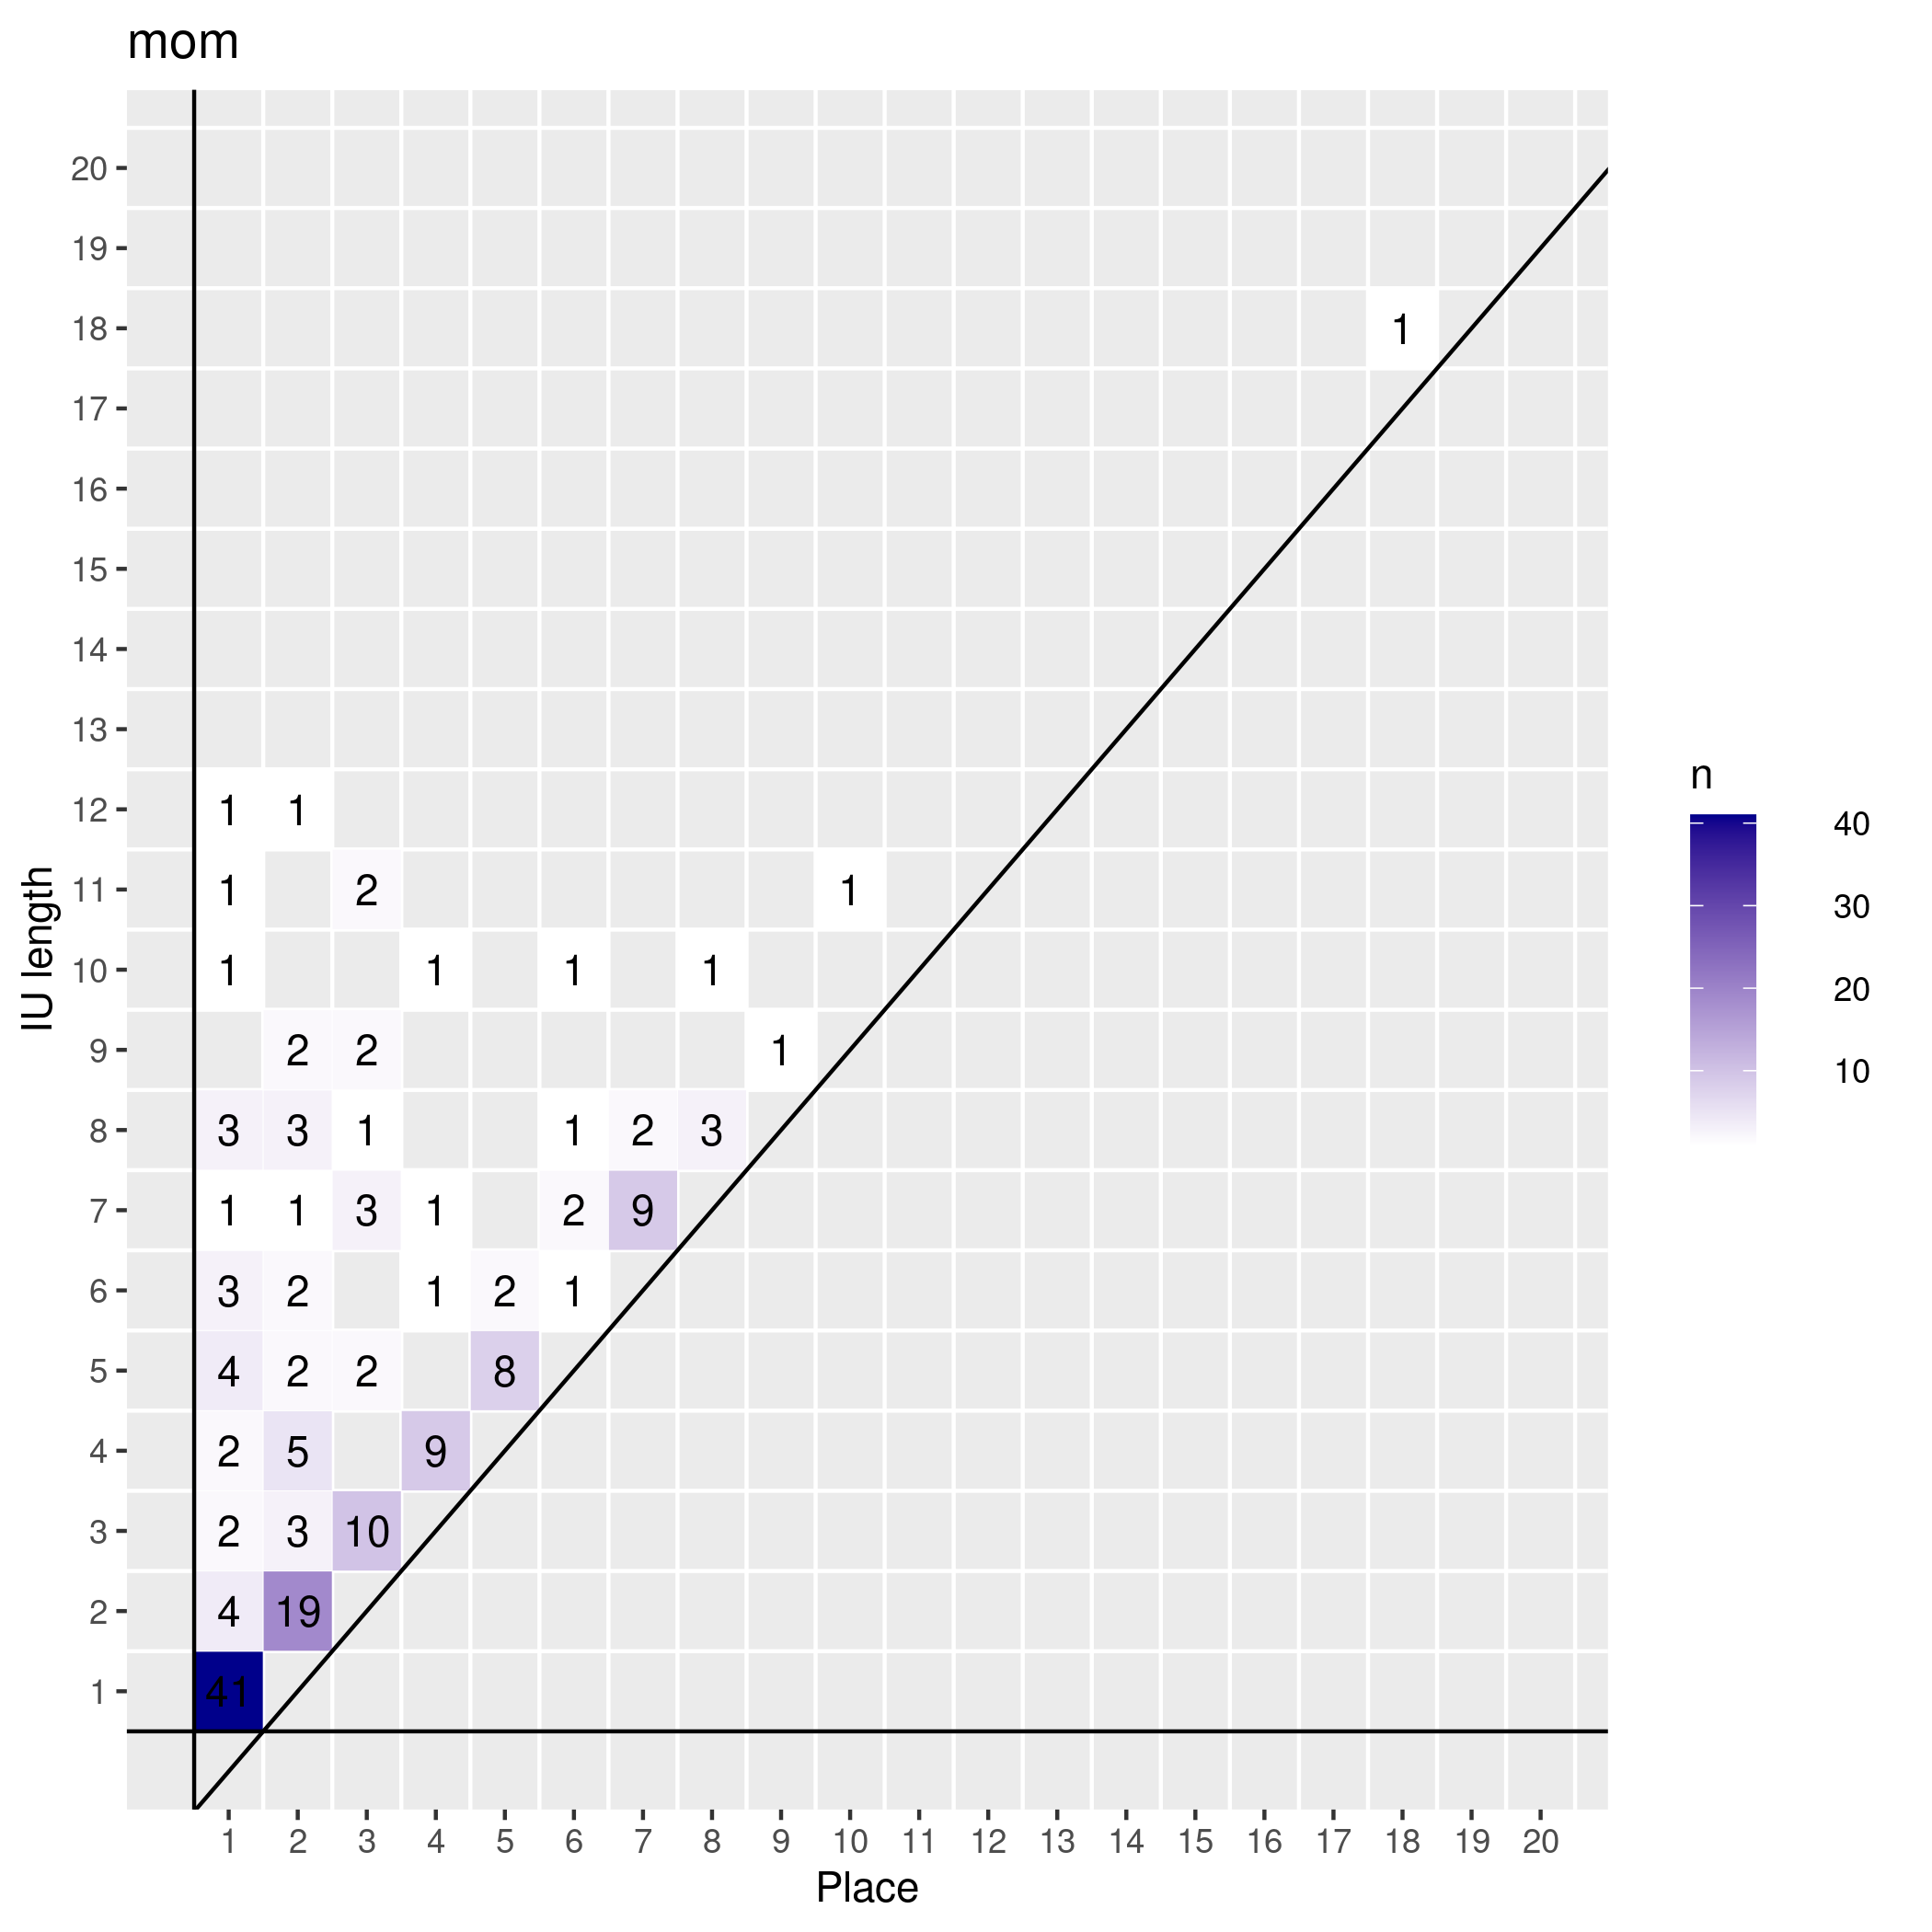 mom
20
19
18 1
17
16
15
14
13
12 1 1
11 1 2 1
10 1 1 1 1
9 2 2 1
8 3 3 1 1 2 3
7 1 1 3 1 2 9
6 3 2 1 2 1
5 4 2 2 8
4 2 5 9
3 2 3 10
2 4 19
1 41
1 2 3 4 5 6 7 8 9 10 11 12 13 14 15 16 17 18 19 20
Place
IU length
n
40
30
20
10